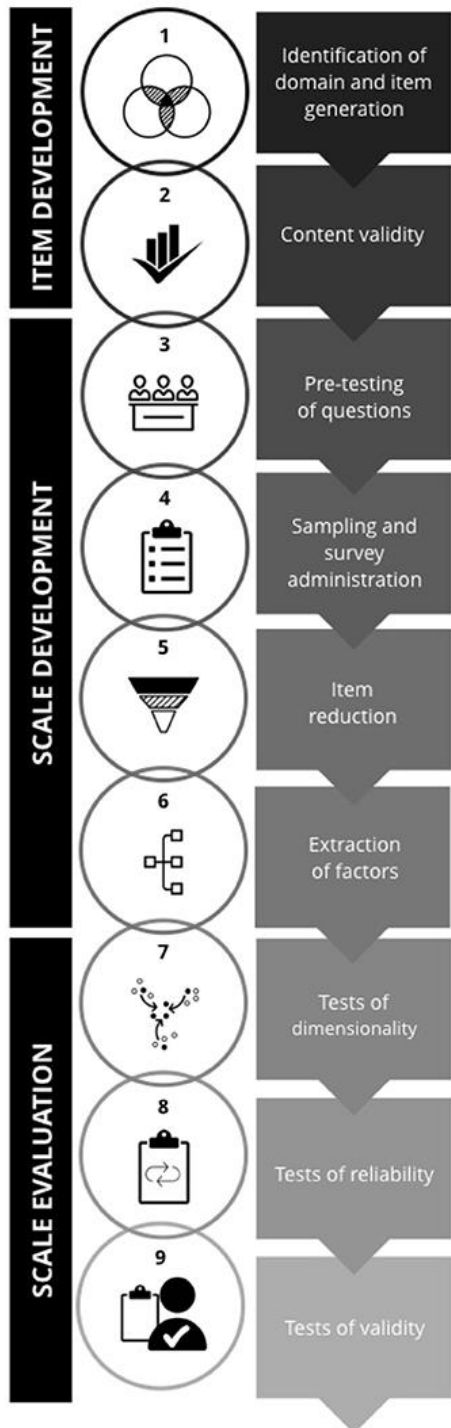 ITEM DEVELOPMENT
1
Identification of
domain and item
generation
2
Content validity
SCALE DEVELOPMENT
3
Pre-testing
of questions
4
Sampling and
survey
administration
5
Item
reduction
6
Extraction
of factors
SCALE EVALUATION
7
Tests of
dimensionality
8
Tests of reliability
9
Tests of validity